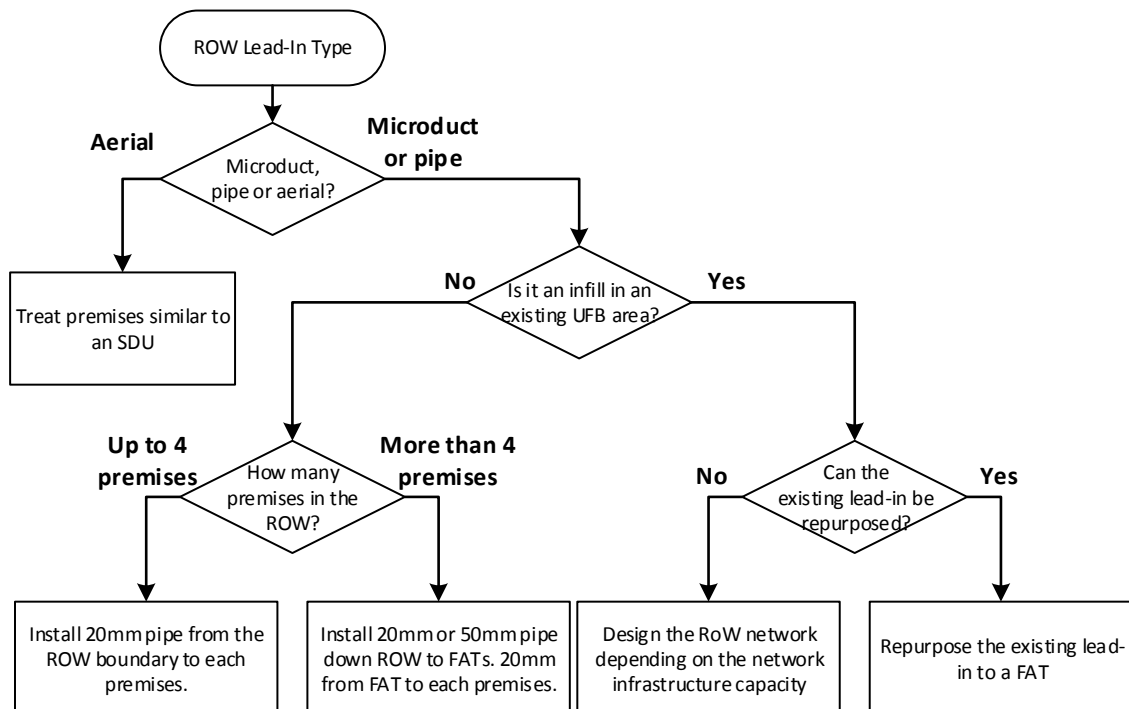 ROW Lead-In Type
Aerial
Microduct
or pipe
Microduct,
pipe or aerial?
Treat premises similar to
an SDU
No
Is it an infill in an
existing UFB area?
Yes
Up to 4
premises
How many
premises in the
ROW?
More than 4
premises
No
Can the
existing lead-in be
repurposed?
Yes
Install 20mm pipe from the
ROW boundary to each
premises.
Install 20mm or 50mm pipe
down ROW to FATs. 20mm
from FAT to each premises.
Design the RoW network
depending on the network
infrastructure capacity
Repurpose the existing lead-
in to a FAT